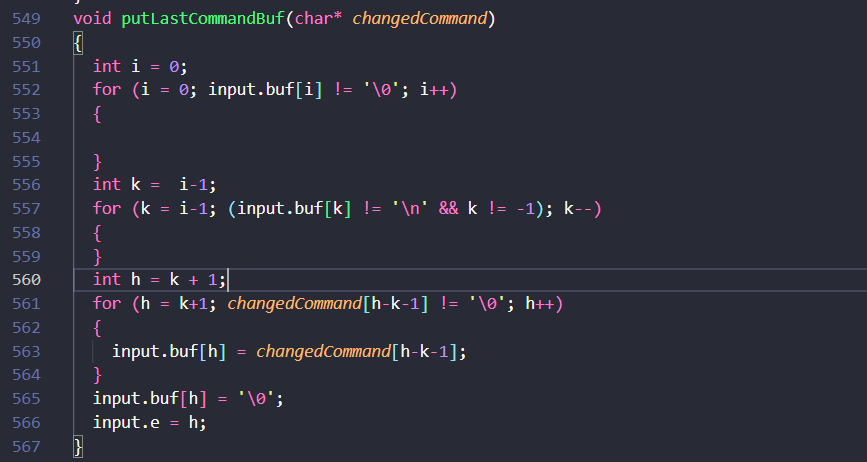 549 void putLastCommandBuf(char* changedCommand)
550 {
551   int i = 0;
552   for (i = 0; input.buf[i] != '\0'; i++)
553   {
554
555   }
556   int k =  i-1;
557   for (k = i-1; (input.buf[k] != '\n' && k != -1); k--)
558   {
559   }
560   int h = k + 1;
561   for (h = k+1; changedCommand[h-k-1] != '\0'; h++)
562   {
563     input.buf[h] = changedCommand[h-k-1];
564   }
565   input.buf[h] = '\0';
566   input.e = h;
567 }